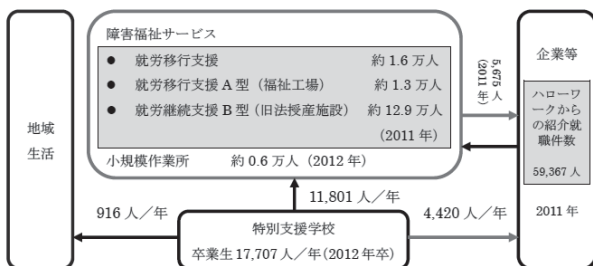 障害福祉サービス
● 就労移行支援 約 1.6 万人
● 就労移行支援 A 型（福祉工場） 約 1.3 万人
● 就労継続支援 B 型（旧法授産施設） 約 12.9 万人
（2011 年）
小規模作業所 約 0.6 万人（2012 年）
地域
生活
5,675 人
（2011 年）
企業等
ハローワ
ークから
の紹介就
職件数
59,367 人
2011 年
11,801 人／年
916 人／年
4,420 人／年
特別支援学校
卒業生 17,707 人／年（2012 年卒）